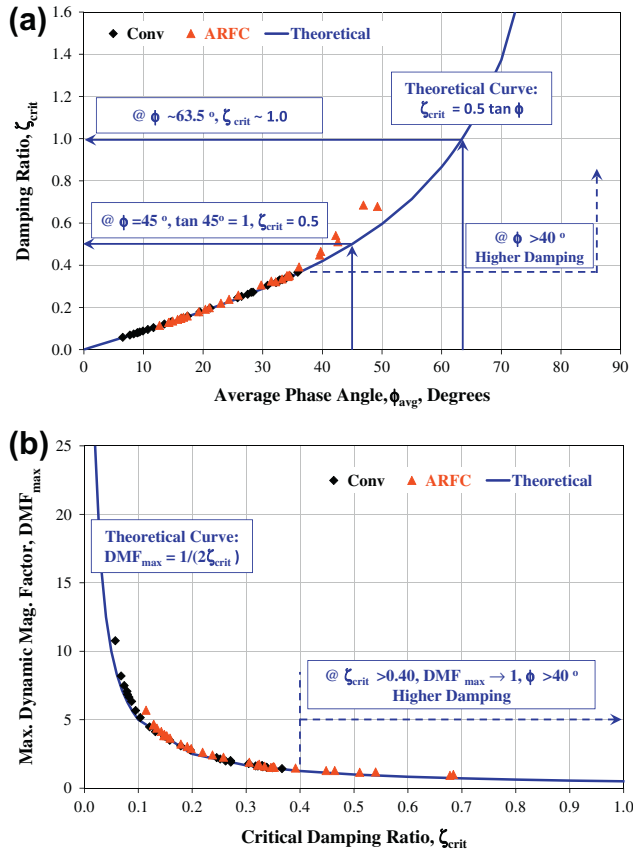 (a)
Conv
ARFC
Theoretical
1.6
1.4
1.2
1.0
0.8
0.6
0.4
0.2
0.0
Damping Ratio, ζcrit
Theoretical Curve:
ζcrit = 0.5 tan ϕ
@ ϕ ~63.5 º, ζ crit ~ 1.0
@ ϕ =45 º, tan 45º = 1, ζcrit = 0.5
@ ϕ >40 º
Higher Damping
0 10 20 30 40 50 60 70 80 90
Average Phase Angle, ϕavg, Degrees
(b)
Conv
ARFC
Theoretical
25
20
15
10
5
0
Max. Dynamic Mag. Factor, DMFmax
Theoretical Curve:
DMFmax = 1/(2ζcrit )
@ ζcrit >0.40, DMF max → 1, ϕ >40 º
Higher Damping
0.0 0.1 0.2 0.3 0.4 0.5 0.6 0.7 0.8 0.9 1.0
Critical Damping Ratio, ζcrit